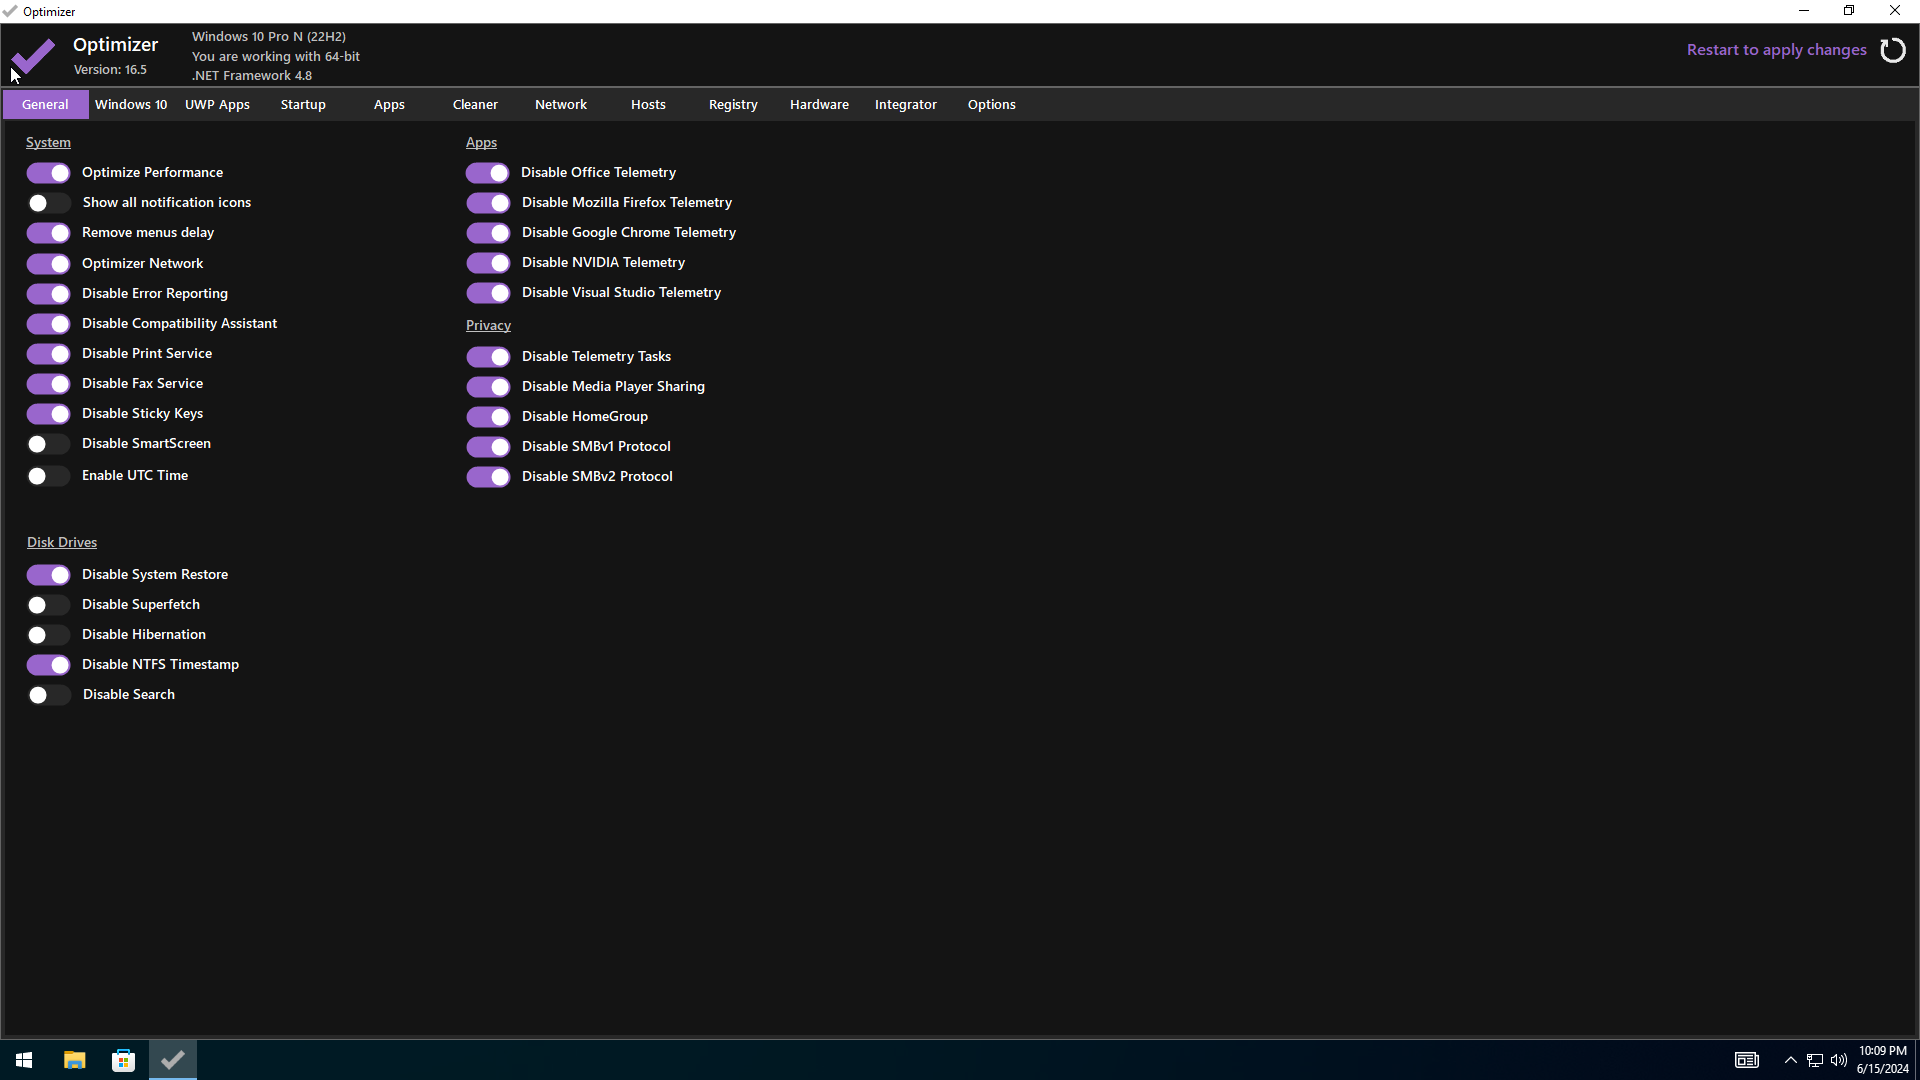 Optimizer
Optimizer
Version: 16.5
Windows 10 Pro N (22H2)
You are working with 64-bit
.NET Framework 4.8
Restart to apply changes
General
Windows 10
UWP Apps
Startup
Apps
Cleaner
Network
Hosts
Registry
Hardware
Integrator
Options
System
Optimize Performance
Show all notification icons
Remove menus delay
Optimizer Network
Disable Error Reporting
Disable Compatibility Assistant
Disable Print Service
Disable Fax Service
Disable Sticky Keys
Disable SmartScreen
Enable UTC Time
Disk Drives
Disable System Restore
Disable Superfetch
Disable Hibernation
Disable NTFS Timestamp
Disable Search
Apps
Disable Office Telemetry
Disable Mozilla Firefox Telemetry
Disable Google Chrome Telemetry
Disable NVIDIA Telemetry
Disable Visual Studio Telemetry
Privacy
Disable Telemetry Tasks
Disable Media Player Sharing
Disable HomeGroup
Disable SMBv1 Protocol
Disable SMBv2 Protocol
10:09 PM
6/15/2024